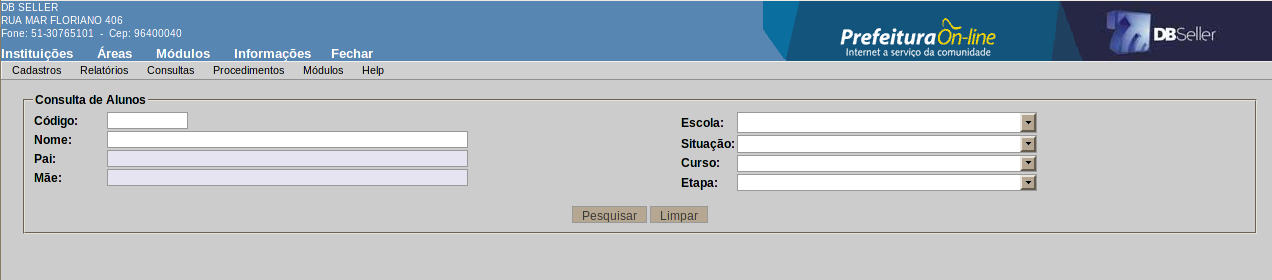 DB SELLER
RUA MAR FLORIANO 406
Fone: 51-30765101 - Cep: 96400040
Instituições Áreas Módulos Informações Fechar
PrefeituraOn-line
Internet a serviço da comunidade
DBSeller
Cadastros Relatórios Consultas Procedimentos Módulos Help
Consulta de Alunos
Código:
Nome:
Pai:
Mãe:
Escola:
Situação:
Curso:
Etapa:
Pesquisar Limpar